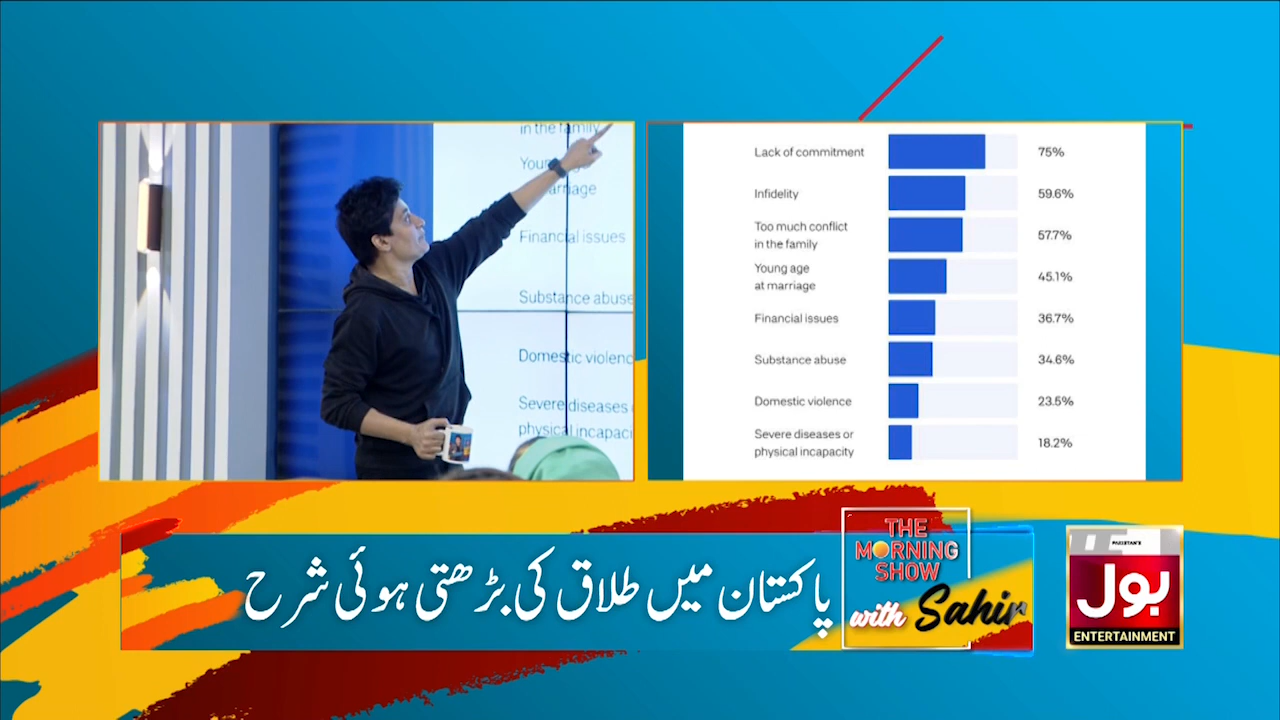 in the family
Young age
at marriage
Financial issues
Substance abuse
Domestic violenc
Severe diseases o
physical incapaci
Lack of commitment 75%
Infidelity 59.6%
Too much conflict
in the family 57.7%
Young age
at marriage 45.1%
Financial issues 36.7%
Substance abuse 34.6%
Domestic violence 23.5%
Severe diseases or
physical incapacity 18.2%
پاکستان میں طلاق کی بڑھتی ہوئی شرح
THE
MORNING
SHOW
with Sahir
PAKISTAN'S
بول
ENTERTAINMENT